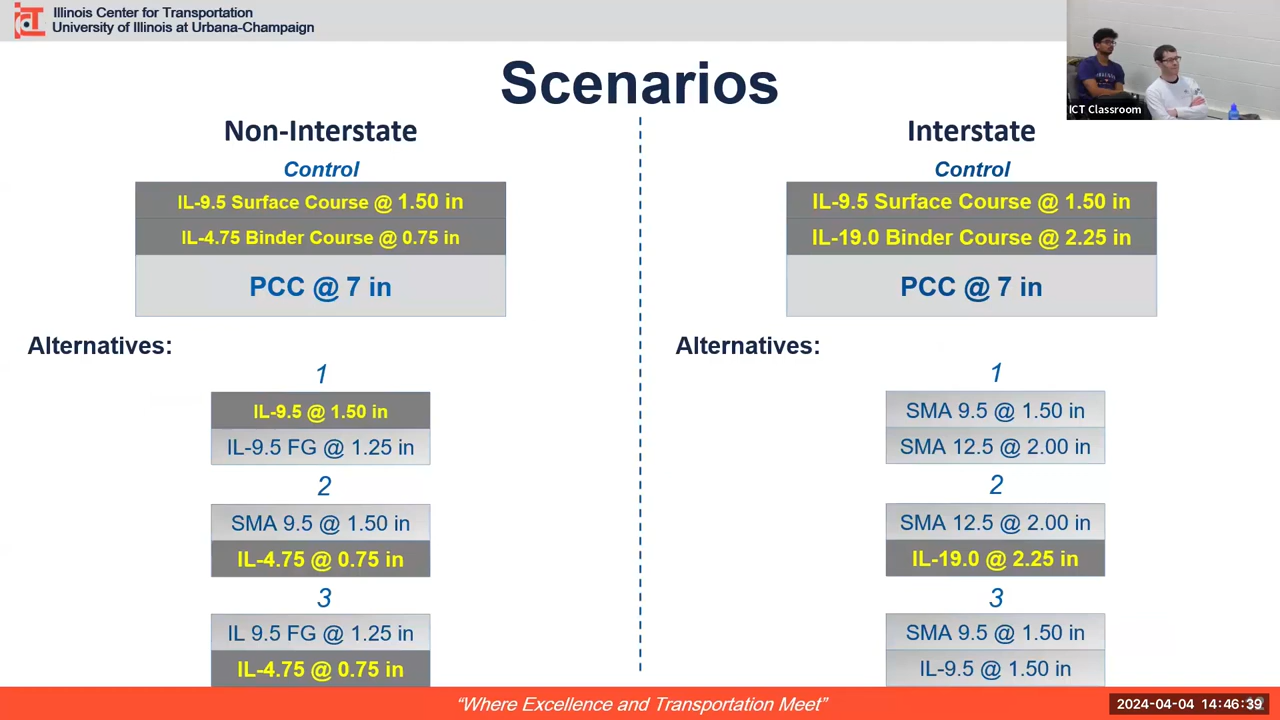 Illinois Center for Transportation
University of Illinois at Urbana-Champaign
ICT Classroom
Scenarios
Non-Interstate
Control
IL-9.5 Surface Course @ 1.50 in
IL-4.75 Binder Course @ 0.75 in
PCC @ 7 in
Alternatives:
1
IL-9.5 @ 1.50 in
IL-9.5 FG @ 1.25 in
2
SMA 9.5 @ 1.50 in
IL-4.75 @ 0.75 in
3
IL 9.5 FG @ 1.25 in
IL-4.75 @ 0.75 in
Interstate
Control
IL-9.5 Surface Course @ 1.50 in
IL-19.0 Binder Course @ 2.25 in
PCC @ 7 in
Alternatives:
1
SMA 9.5 @ 1.50 in
SMA 12.5 @ 2.00 in
2
SMA 12.5 @ 2.00 in
IL-19.0 @ 2.25 in
3
SMA 9.5 @ 1.50 in
IL-9.5 @ 1.50 in
“Where Excellence and Transportation Meet”
2024-04-04 14:46:39